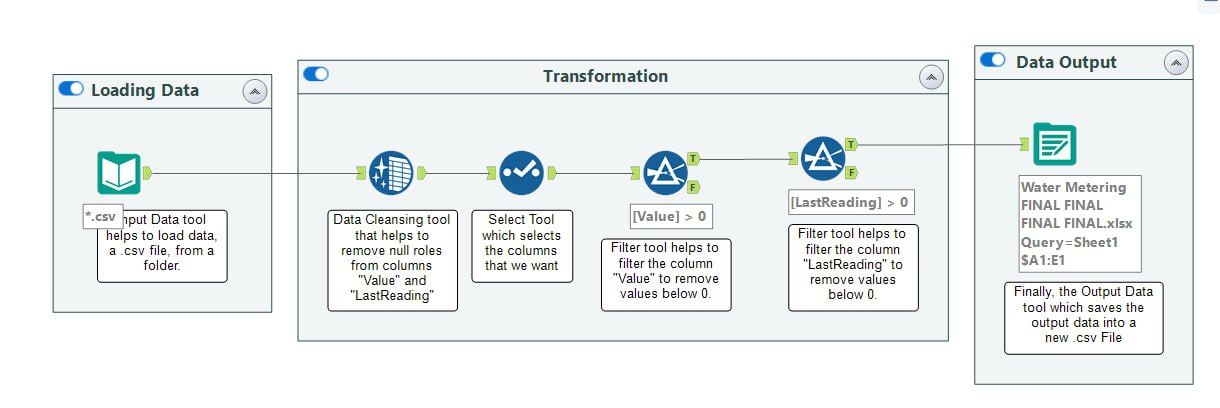 Loading Data
*.csv
Input Data tool
helps to load data,
a .csv file, from a
folder.
Transformation
Data Cleansing tool
that helps to
remove null roles
from columns
"Value" and
"LastReading"
Select Tool
which selects
the columns
that we want
T
F
[Value] > 0
Filter tool helps to
filter the column
"Value" to remove
values below 0.
T
F
[LastReading] > 0
Filter tool helps to
filter the column
"LastReading" to
remove values
below 0.
Data Output
Water Metering
FINAL FINAL
FINAL FINAL.xlsx
Query=Sheet1
$A1:E1
Finally, the Output Data
tool which saves the
output data into a
new .csv File